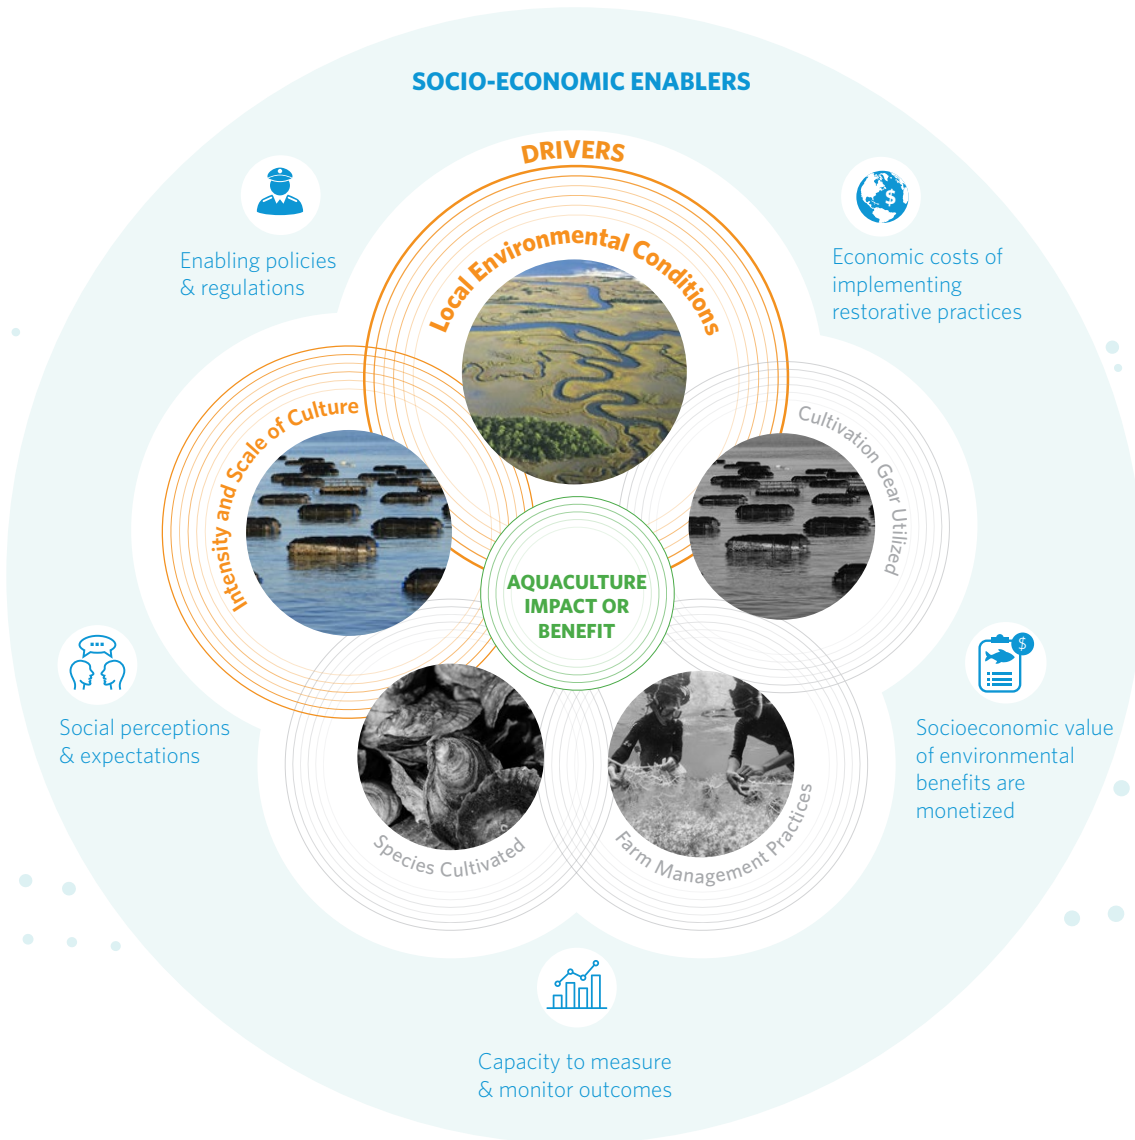 SOCIO-ECONOMIC ENABLERS
DRIVERS
Local Environmental Conditions
Enabling policies
& regulations
$
Economic costs of
implementing
restorative practices
Intensity and Scale of Culture
Cultivation Gear Utilized
AQUACULTURE
IMPACT OR
BENEFIT
Social perceptions
& expectations
$
Socioeconomic value
of environmental
benefits are
monetized
Species Cultivated
Farm Management Practices
Capacity to measure
& monitor outcomes